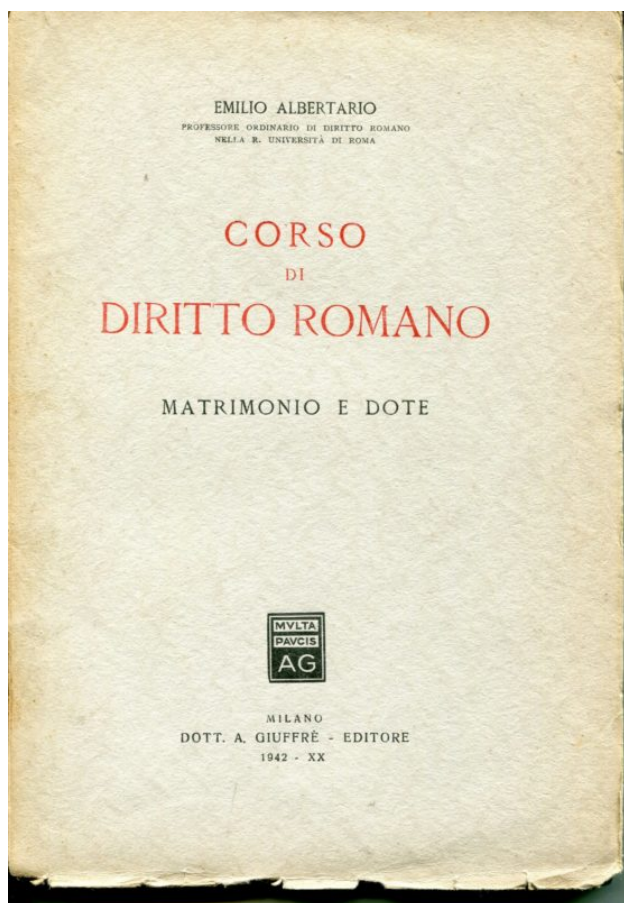 EMILIO ALBERTARIO
PROFESSORE ORDINARIO DI DIRITTO ROMANO
NELLA R. UNIVERSITÀ DI ROMA
CORSO
DI
DIRITTO ROMANO
MATRIMONIO E DOTE
MVLTA
PAVCIS
AG
MILANO
DOTT. A. GIUFFRÈ - EDITORE
1942 - XX